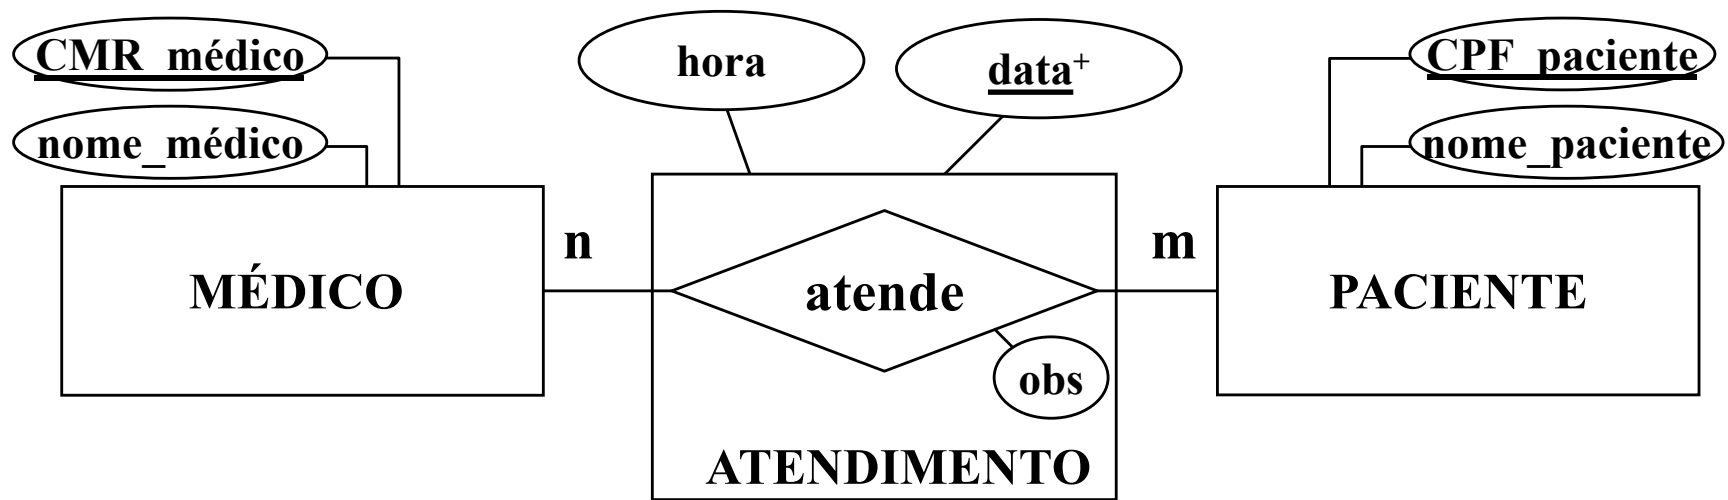 CMR_médico
hora
data⁺
CPF_paciente
nome_médico
nome_paciente
n
m
MÉDICO
atende
PACIENTE
obs
ATENDIMENTO